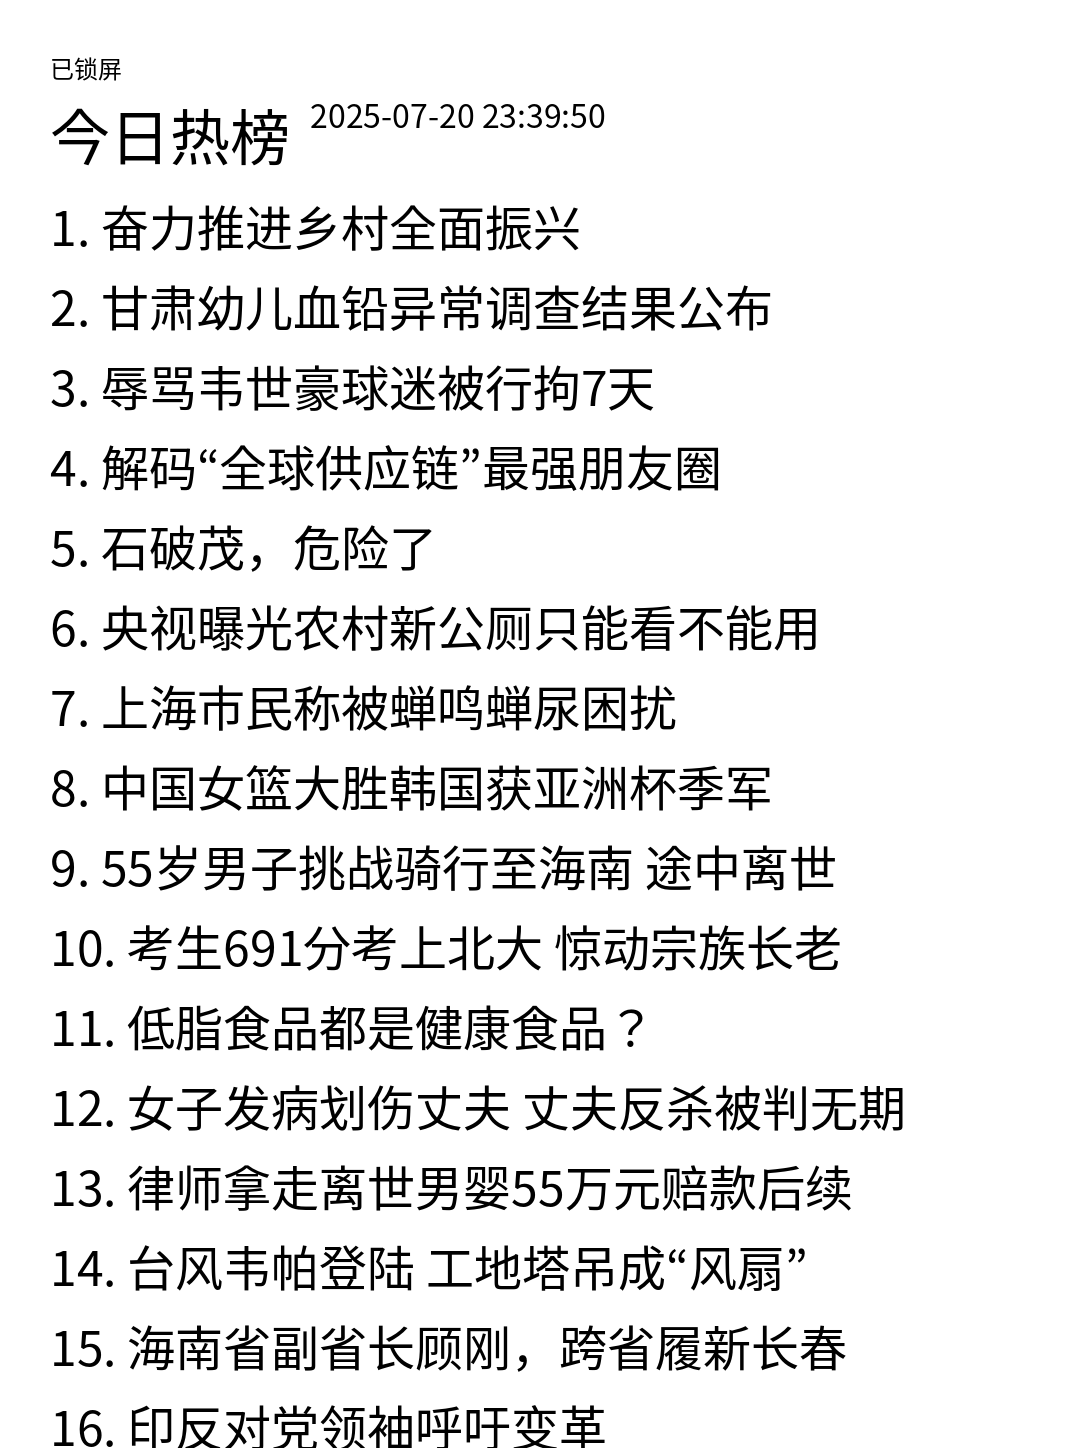 已锁屏
今日热榜 2025-07-20 23:39:50
1. 奋力推进乡村全面振兴
2. 甘肃幼儿血铅异常调查结果公布
3. 辱骂韦世豪球迷被行拘7天
4. 解码“全球供应链”最强朋友圈
5. 石破茂，危险了
6. 央视曝光农村新公厕只能看不能用
7. 上海市民称被蝉鸣蝉尿困扰
8. 中国女篮大胜韩国获亚洲杯季军
9. 55岁男子挑战骑行至海南 途中离世
10. 考生691分考上北大 惊动宗族长老
11. 低脂食品都是健康食品？
12. 女子发病划伤丈夫 丈夫反杀被判无期
13. 律师拿走离世男婴55万元赔款后续
14. 台风韦帕登陆 工地塔吊成“风扇”
15. 海南省副省长顾刚，跨省履新长春
16. 印反对党领袖呼吁变革